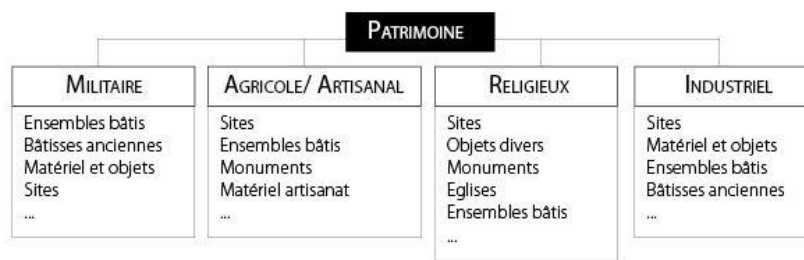 PATRIMOINE
MILITAIRE
Ensembles bâtis
Bâtisses anciennes
Matériel et objets
Sites
...
AGRICOLE/ ARTISANAL
Sites
Ensembles bâtis
Monuments
Matériel artisanat
...
RELIGIEUX
Sites
Objets divers
Monuments
Eglises
Ensembles bâtis
...
INDUSTRIEL
Sites
Matériel et objets
Ensembles bâtis
Bâtisses anciennes
...